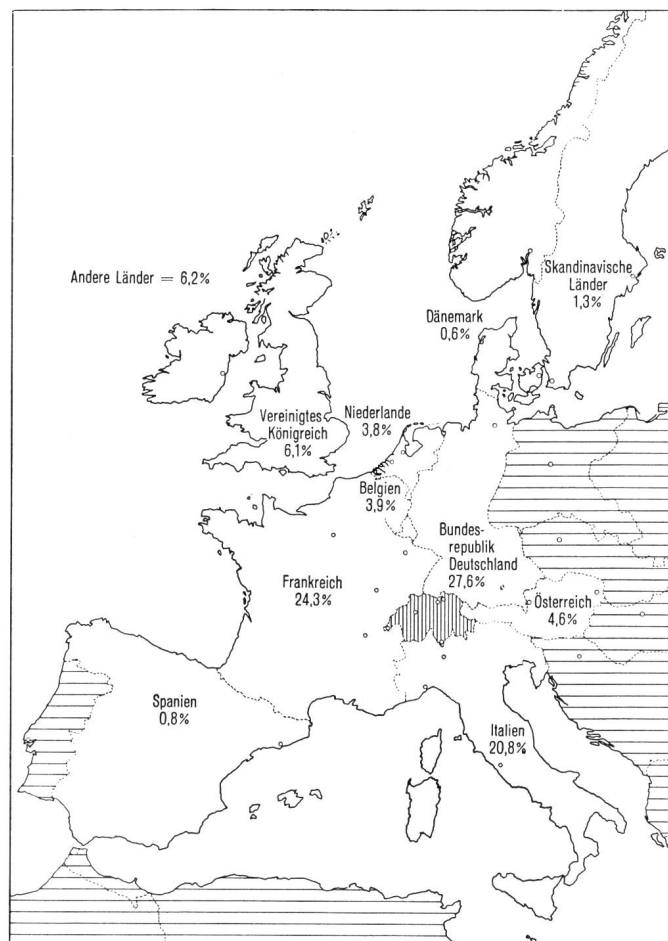 Andere Länder = 6,2%
Skandinavische
Länder
1,3%
Dänemark
0,6%
Vereinigtes
Königreich
6,1%
Niederlande
3,8%
Belgien
3,9%
Bundes-
republik
Deutschland
27,6%
Frankreich
24,3%
Österreich
4,6%
Spanien
0,8%
Italien
20,8%